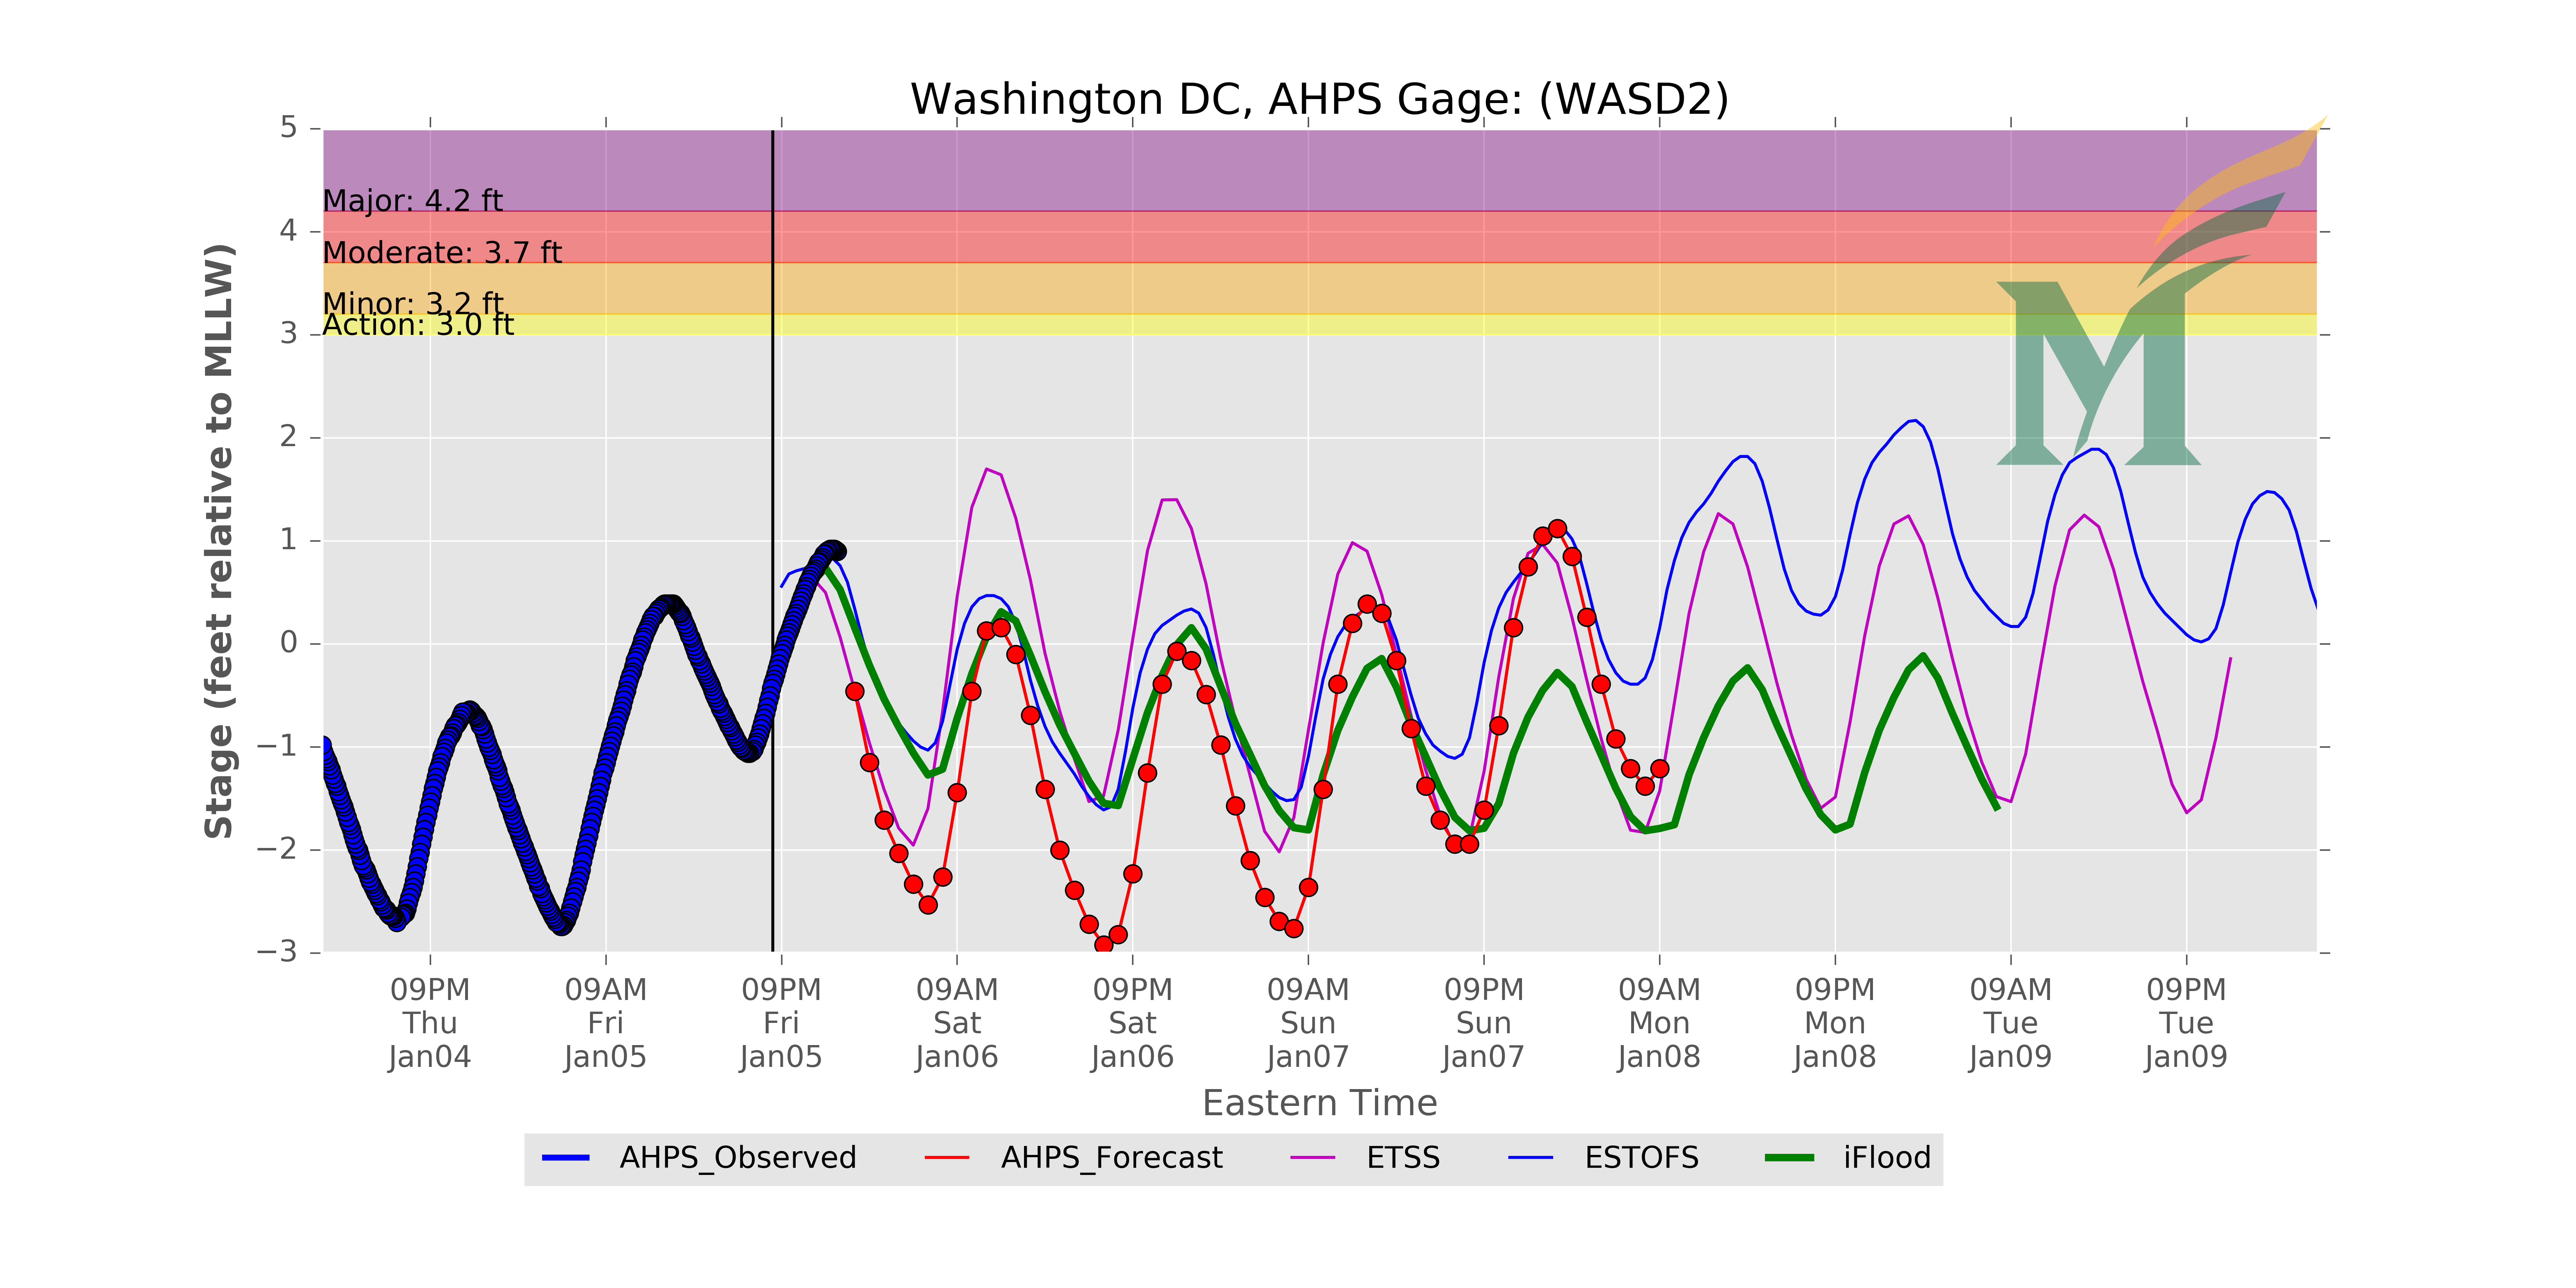 Washington DC, AHPS Gage: (WASD2)
Stage (feet relative to MLLW)
5
4
3
2
1
0
−1
−2
−3
Major: 4.2 ft
Moderate: 3.7 ft
Minor: 3.2 ft
Action: 3.0 ft
M
09PM
Thu
Jan04
09AM
Fri
Jan05
09PM
Fri
Jan05
09AM
Sat
Jan06
09PM
Sat
Jan06
09AM
Sun
Jan07
09PM
Sun
Jan07
09AM
Mon
Jan08
09PM
Mon
Jan08
09AM
Tue
Jan09
09PM
Tue
Jan09
Eastern Time
AHPS_Observed
AHPS_Forecast
ETSS
ESTOFS
iFlood